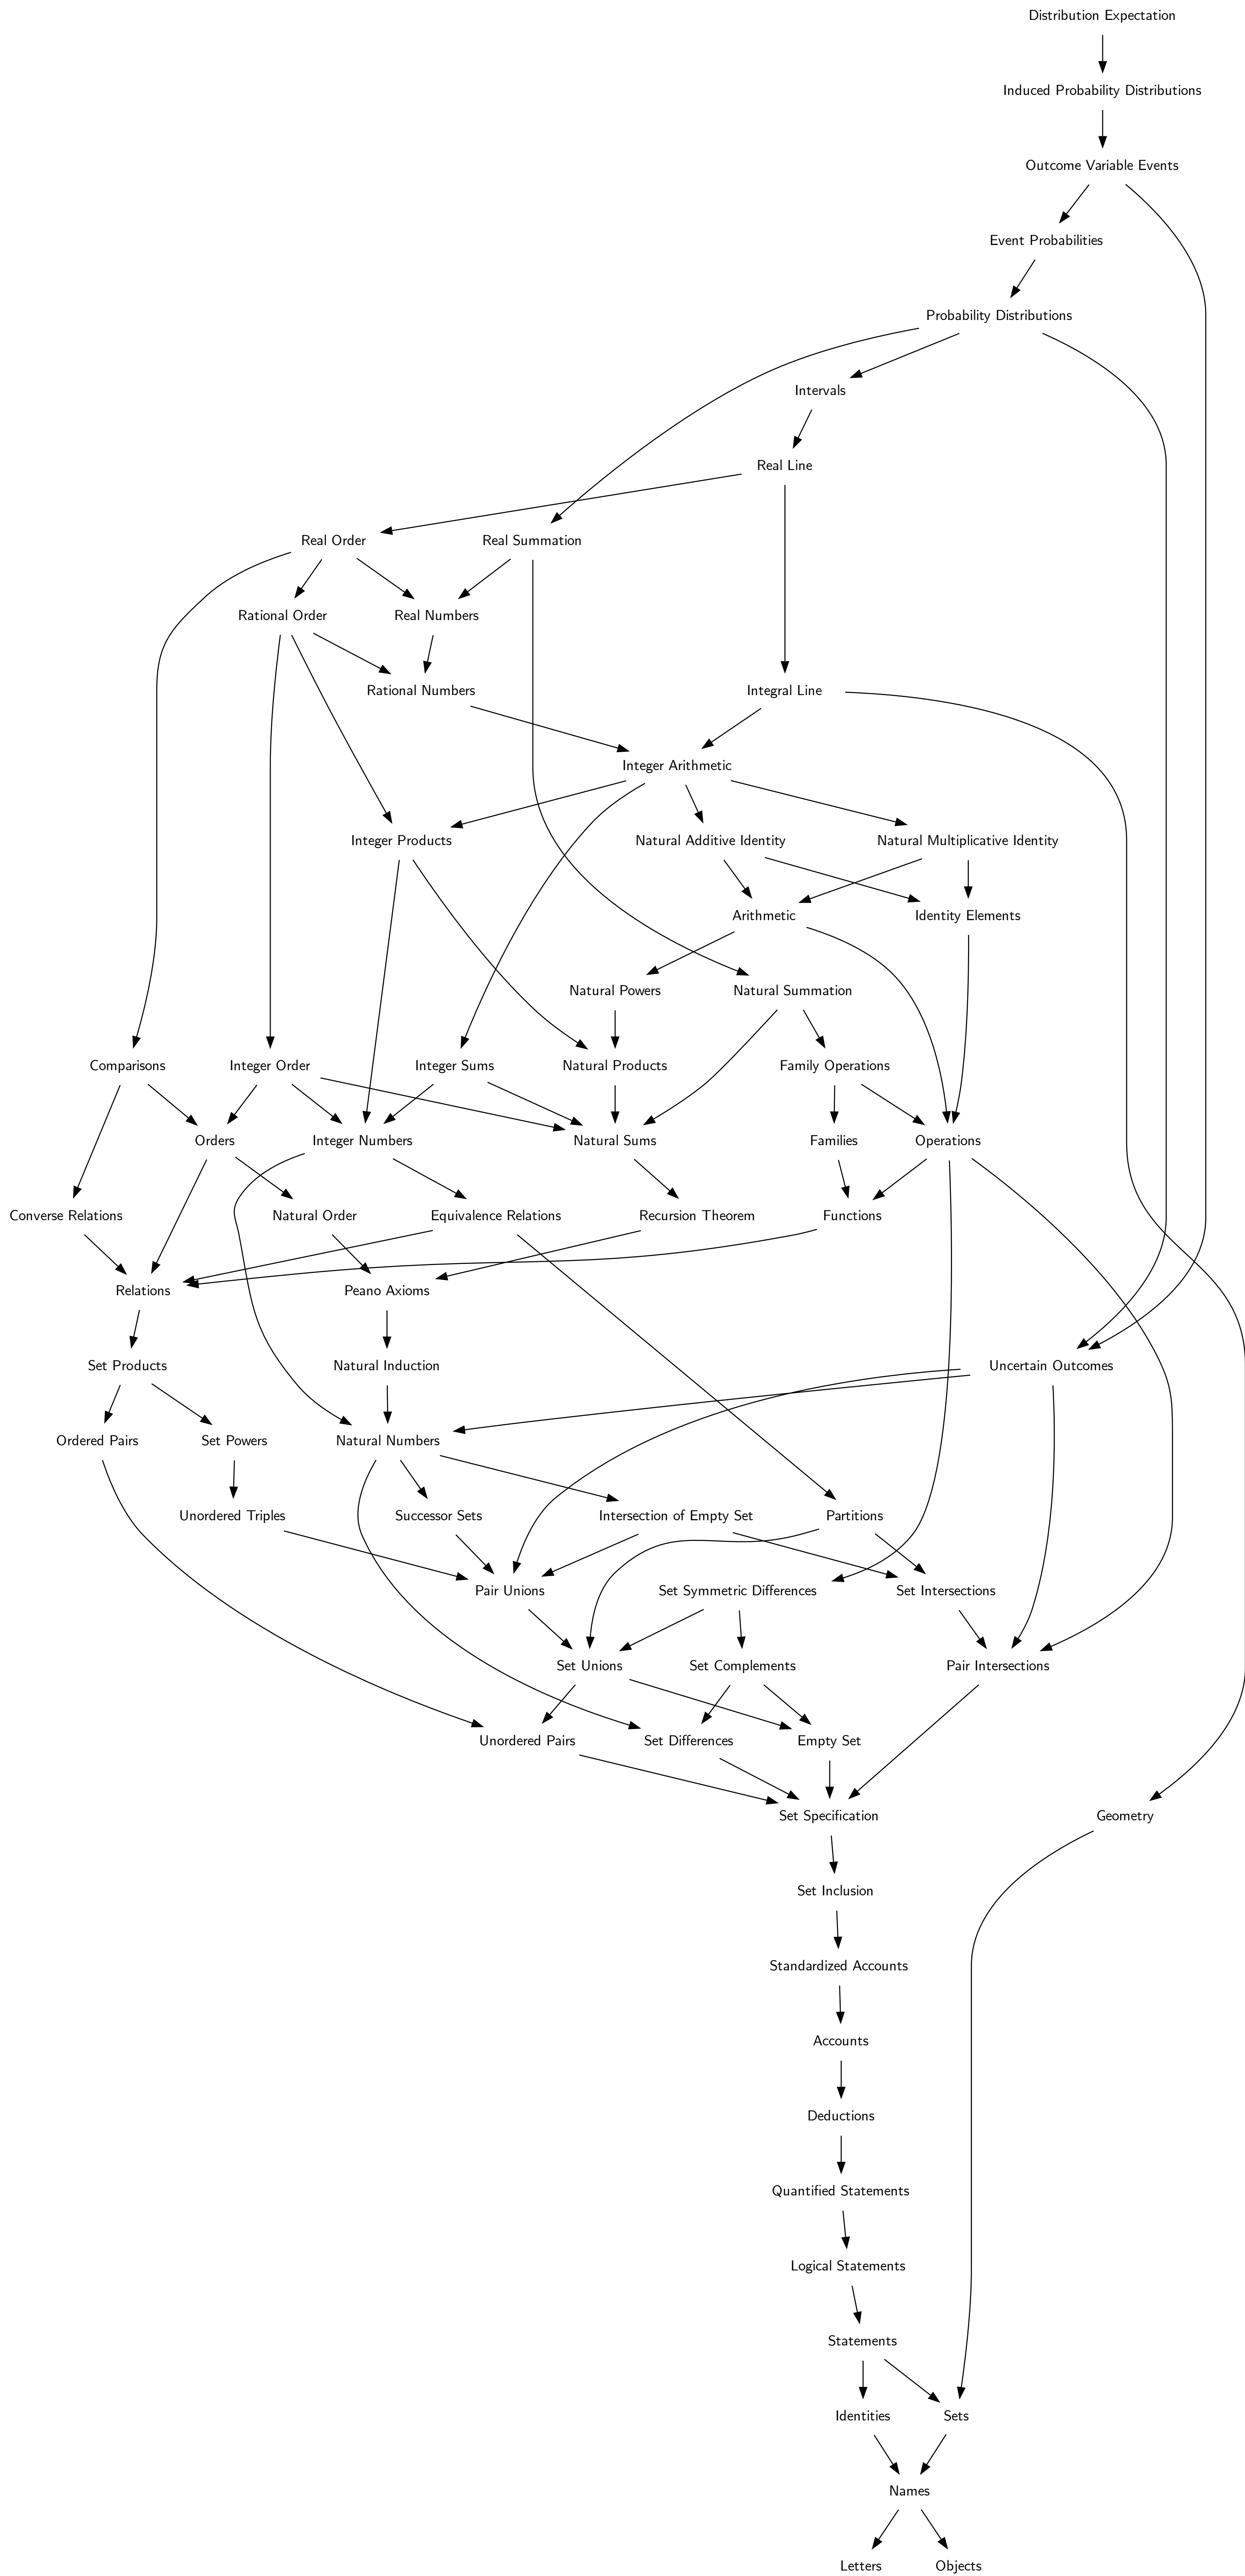 Distribution Expectation
Induced Probability Distributions
Outcome Variable Events
Event Probabilities
Probability Distributions
Intervals
Real Line
Real Order
Real Summation
Rational Order
Real Numbers
Rational Numbers
Integral Line
Integer Arithmetic
Integer Products
Natural Additive Identity
Natural Multiplicative Identity
Arithmetic
Identity Elements
Natural Powers
Natural Summation
Comparisons
Integer Order
Integer Sums
Natural Products
Family Operations
Orders
Integer Numbers
Natural Sums
Families
Operations
Converse Relations
Natural Order
Equivalence Relations
Recursion Theorem
Functions
Relations
Peano Axioms
Set Products
Natural Induction
Uncertain Outcomes
Ordered Pairs
Set Powers
Natural Numbers
Unordered Triples
Successor Sets
Intersection of Empty Set
Partitions
Pair Unions
Set Symmetric Differences
Set Intersections
Set Unions
Set Complements
Pair Intersections
Unordered Pairs
Set Differences
Empty Set
Set Specification
Geometry
Set Inclusion
Standardized Accounts
Accounts
Deductions
Quantified Statements
Logical Statements
Statements
Identities
Sets
Names
Letters
Objects